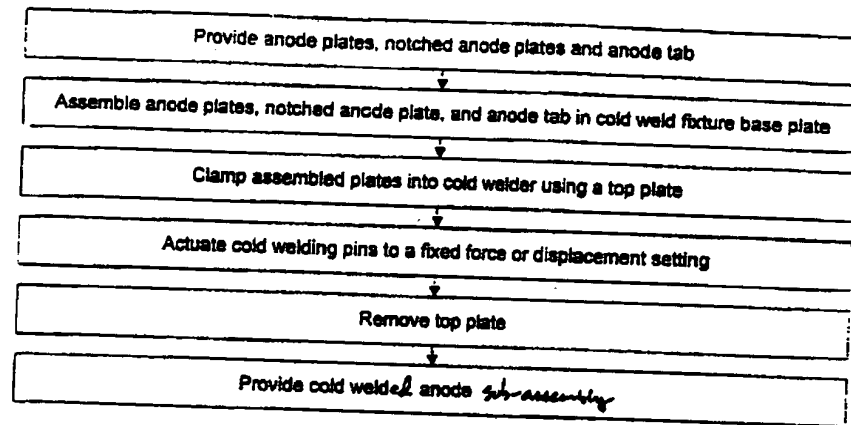 Provide anode plates, notched anode plates and anode tab
Assemble anode plates, notched anode plate, and anode tab in cold weld fixture base plate
Clamp assembled plates into cold welder using a top plate
Actuate cold welding pins to a fixed force or displacement setting
Remove top plate
Provide cold welded anode sub-assembly